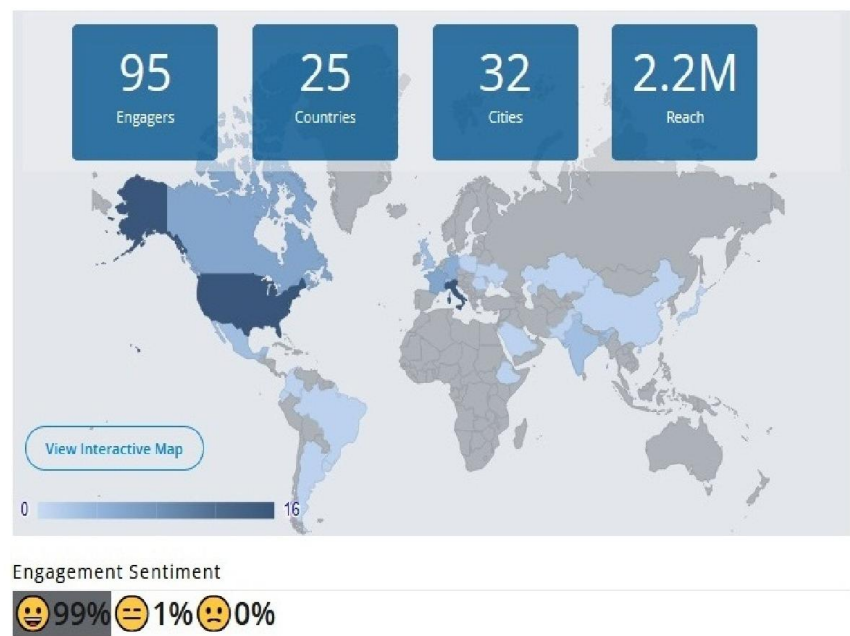 95 25 32 2.2M
Engagers Countries Cities Reach
View Interactive Map
0 16
Engagement Sentiment
😀99% 😑1% 🙁0%